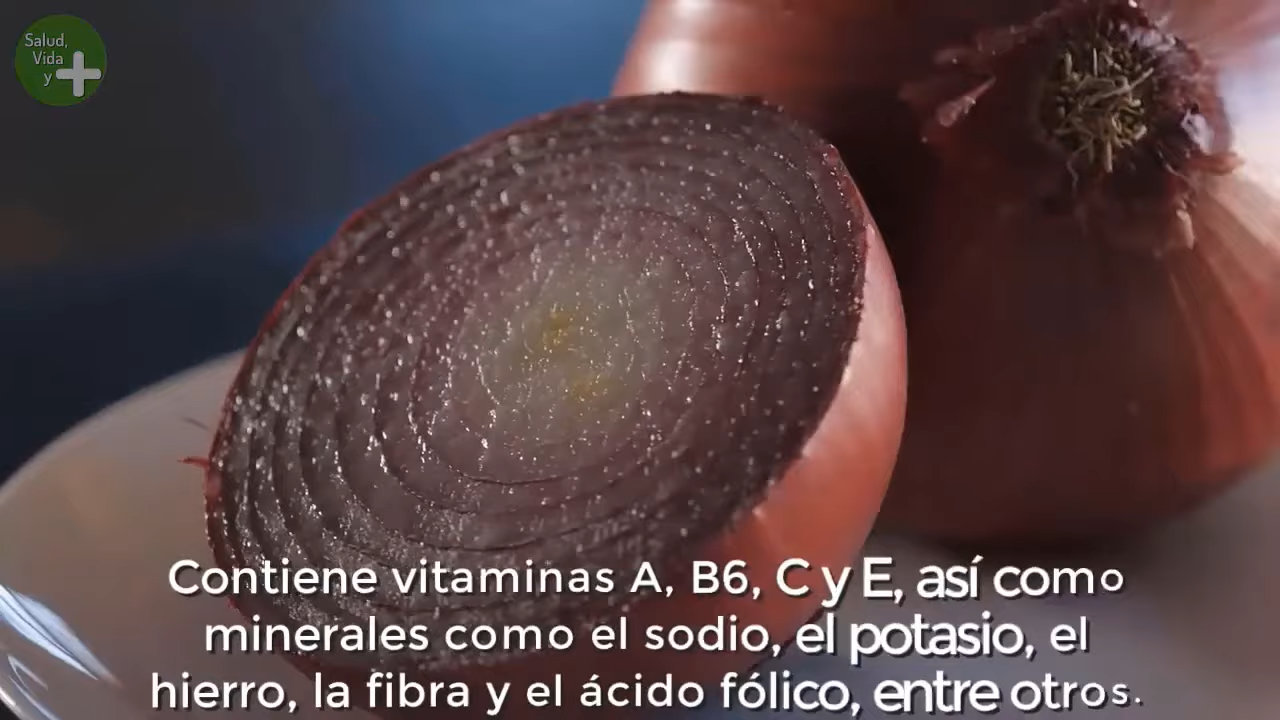 Salud,
Vida
y +
Contiene vitaminas A, B6, C y E, así como
minerales como el sodio, el potasio, el
hierro, la fibra y el ácido fólico, entre otros.